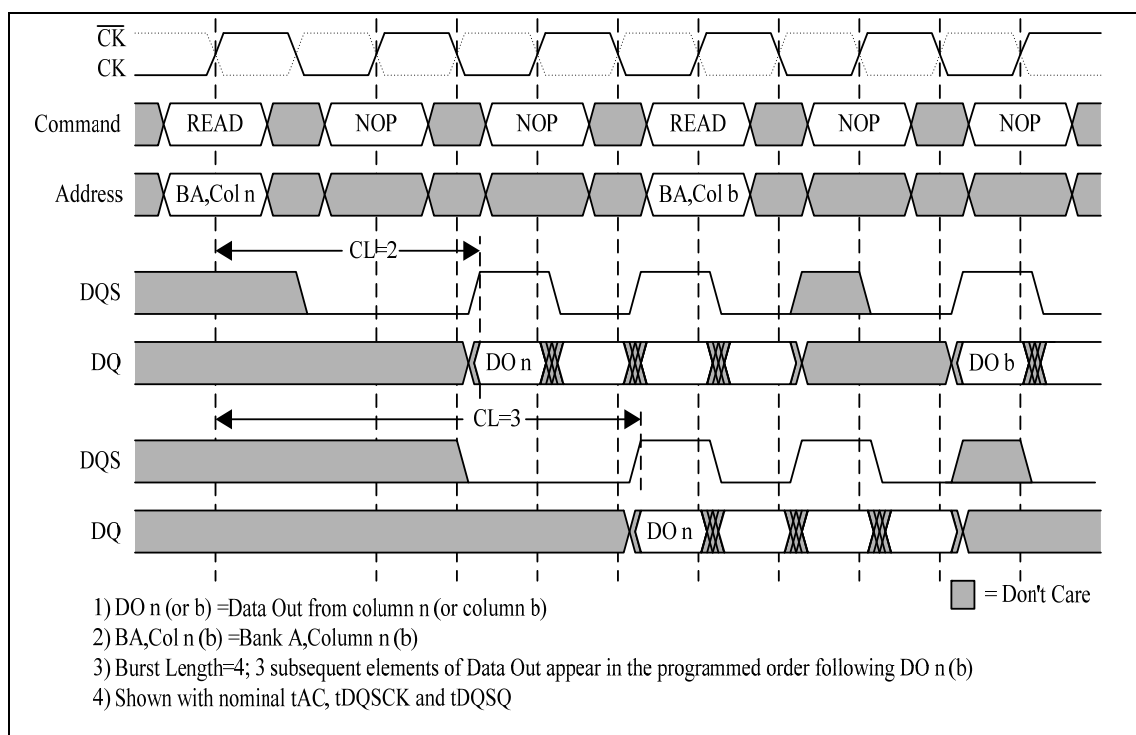 CK
CK
Command READ NOP NOP READ NOP NOP
Address BA,Col n BA,Col b
CL=2
DQS
DQ DO n DO b
CL=3
DQS
DQ DO n
= Don't Care
1) DO n (or b) =Data Out from column n (or column b)
2) BA,Col n (b) =Bank A,Column n (b)
3) Burst Length=4; 3 subsequent elements of Data Out appear in the programmed order following DO n (b)
4) Shown with nominal tAC, tDQSCK and tDQSQ